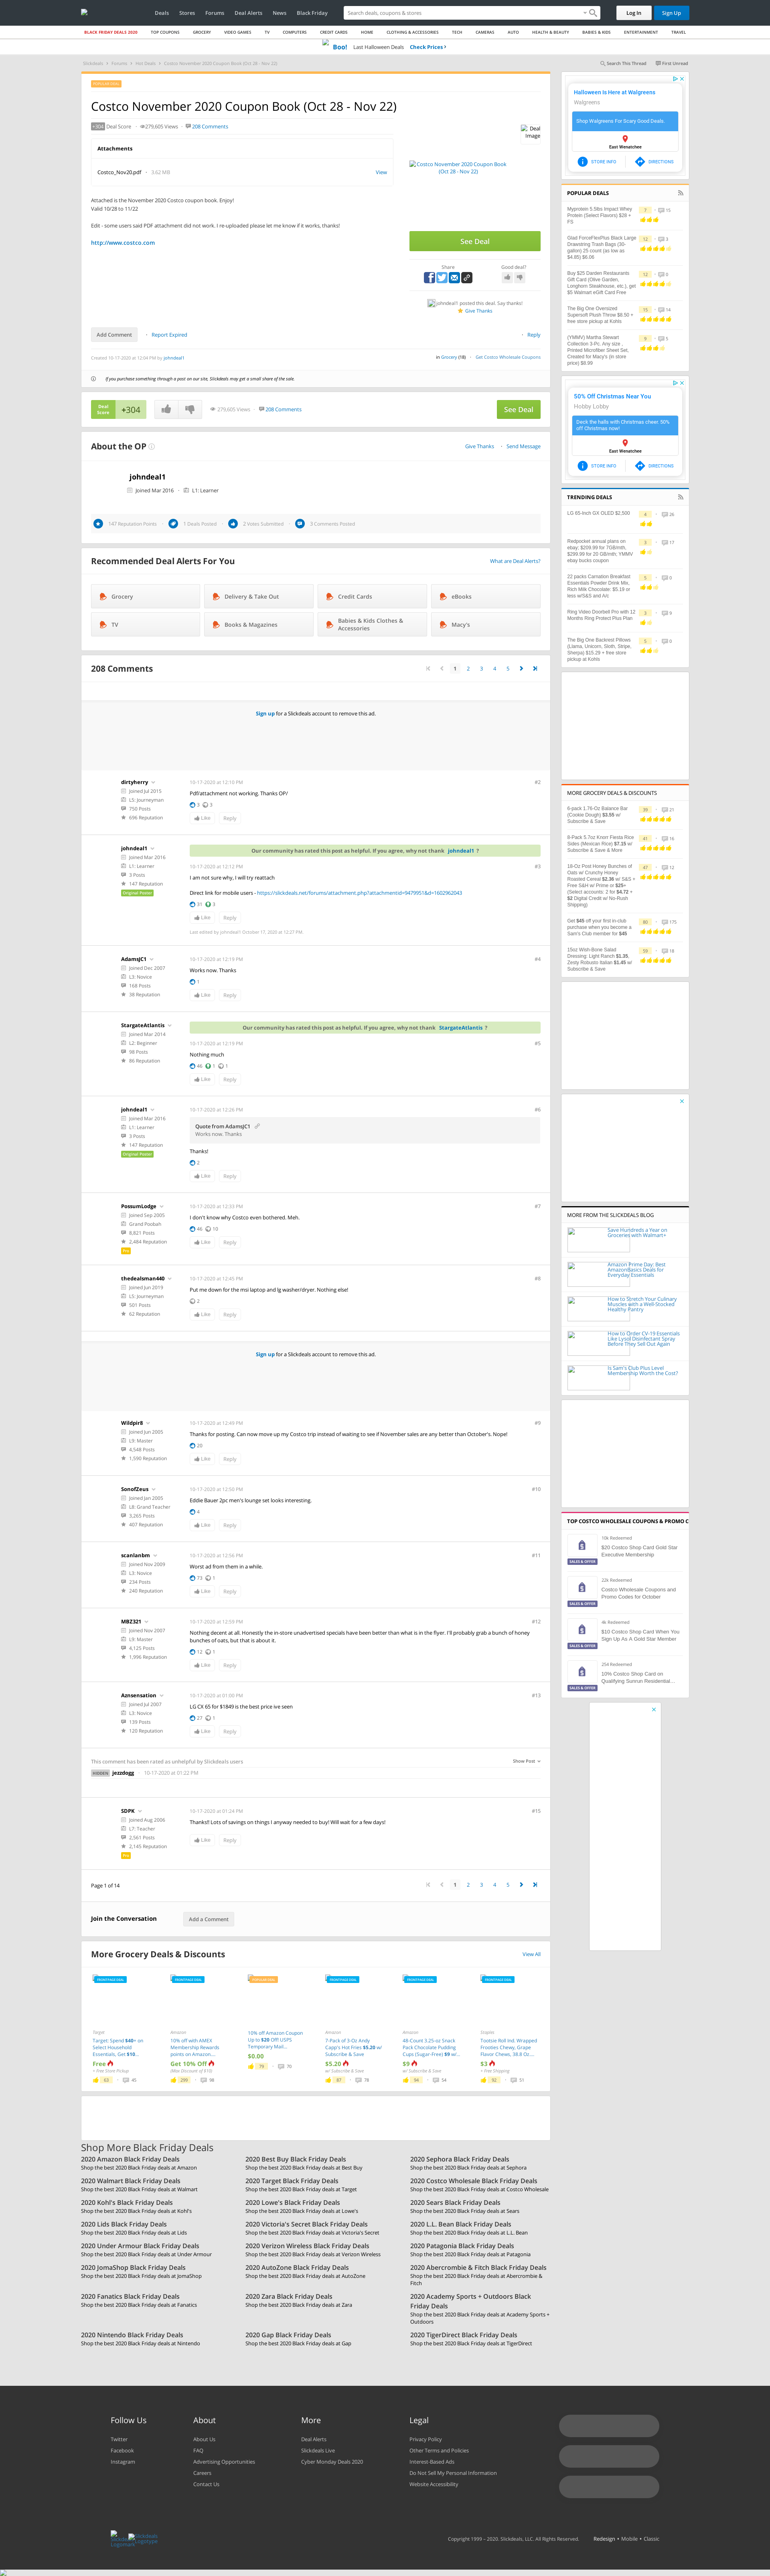 Deals Stores Forums Deal Alerts News Black Friday Search deals, coupons & stores Log In Sign Up
BLACK FRIDAY DEALS 2020 TOP COUPONS GROCERY VIDEO GAMES TV COMPUTERS CREDIT CARDS HOME CLOTHING & ACCESSORIES TECH CAMERAS AUTO HEALTH & BEAUTY BABIES & KIDS ENTERTAINMENT TRAVEL
Boo! Last Halloween Deals Check Prices >
Slickdeals > Forums > Hot Deals > Costco November 2020 Coupon Book (Oct 28 - Nov 22)
Search This Thread First Unread
Costco November 2020 Coupon Book (Oct 28 - Nov 22)
+304 Deal Score 279,605 Views 208 Comments
Deal Image
Attachments
Costco_Nov20.pdf 3.62 MB View
Costco November 2020 Coupon Book (Oct 28 - Nov 22)
Attached is the November 2020 Costco coupon book. Enjoy!
Valid 10/28 to 11/22
Edit - some users said PDF attachment did not work. I re-uploaded please let me know if it works, thanks!
http://www.costco.com
See Deal
Share Good deal?
johndeal1 posted this deal. Say thanks!
Give Thanks
Add Comment Report Expired Reply
Created 10-17-2020 at 12:04 PM by johndeal1
in Grocery (18) Get Costco Wholesale Coupons
If you purchase something through a post on our site, Slickdeals may get a small share of the sale.
Deal Score +304 279,605 Views 208 Comments See Deal
About the OP
Give Thanks Send Message
johndeal1
Joined Mar 2016 L1: Learner
147 Reputation Points 1 Deals Posted 2 Votes Submitted 3 Comments Posted
Recommended Deal Alerts For You
What are Deal Alerts?
Grocery Delivery & Take Out Credit Cards eBooks
TV Books & Magazines Babies & Kids Clothes & Accessories Macy's
208 Comments
1 2 3 4 5
Sign up for a Slickdeals account to remove this ad.
dirtyherry
Joined Jul 2015
L5: Journeyman
750 Posts
696 Reputation
10-17-2020 at 12:10 PM #2
Pdf/attachment not working. Thanks OP/
3 3
Like Reply
johndeal1
Joined Mar 2016
L1: Learner
3 Posts
147 Reputation
Original Poster
Our community has rated this post as helpful. If you agree, why not thank johndeal1 ?
10-17-2020 at 12:12 PM #3
I am not sure why, I will try reattach
Direct link for mobile users - https://slickdeals.net/forums/attachment.php?attachmentid=9479951&d=1602962043
31 3
Like Reply
Last edited by johndeal1 October 17, 2020 at 12:27 PM.
AdamsJC1
Joined Dec 2007
L3: Novice
168 Posts
38 Reputation
10-17-2020 at 12:19 PM #4
Works now. Thanks
1
Like Reply
StargateAtlantis
Joined Mar 2014
L2: Beginner
98 Posts
86 Reputation
Our community has rated this post as helpful. If you agree, why not thank StargateAtlantis ?
10-17-2020 at 12:19 PM #5
Nothing much
46 1 1
Like Reply
johndeal1
Joined Mar 2016
L1: Learner
3 Posts
147 Reputation
Original Poster
10-17-2020 at 12:26 PM #6
Quote from AdamsJC1
Works now. Thanks
Thanks!
2
Like Reply
PossumLodge
Joined Sep 2005
Grand Poobah
8,821 Posts
2,484 Reputation
Pro
10-17-2020 at 12:33 PM #7
I don't know why Costco even bothered. Meh.
46 10
Like Reply
thedealsman440
Joined Jun 2019
L5: Journeyman
501 Posts
62 Reputation
10-17-2020 at 12:45 PM #8
Put me down for the msi laptop and lg washer/dryer. Nothing else!
2
Like Reply
Sign up for a Slickdeals account to remove this ad.
Wildpir8
Joined Jun 2005
L9: Master
4,548 Posts
1,590 Reputation
10-17-2020 at 12:49 PM #9
Thanks for posting. Can now move up my Costco trip instead of waiting to see if November sales are any better than October's, Nope!
20
Like Reply
SonofZeus
Joined Jan 2005
L8: Grand Teacher
3,265 Posts
407 Reputation
10-17-2020 at 12:50 PM #10
Eddie Bauer 2pc men's lounge set looks interesting.
4
Like Reply
scanianbm
Joined Nov 2009
L3: Novice
234 Posts
240 Reputation
10-17-2020 at 12:56 PM #11
Worst ad from them in a while.
73 1
Like Reply
MBZ321
Joined Nov 2007
L9: Master
4,125 Posts
1,996 Reputation
10-17-2020 at 12:59 PM #12
Nothing decent at all. Honestly the in-store unadvertised specials have been better than what is in the flyer. I'll probably grab a bunch of honey bunches of oats, but that is about it.
12 1
Like Reply
Aznsensation
Joined Jul 2007
L3: Novice
139 Posts
120 Reputation
10-17-2020 at 01:00 PM #13
LG CX 65 for $1849 is the best price ive seen
27 1
Like Reply
This comment has been rated as unhelpful by Slickdeals users Show Post
HIDDEN jezzdogg 10-17-2020 at 01:22 PM
SDPK
Joined Aug 2006
L7: Teacher
2,561 Posts
2,145 Reputation
Pro
10-17-2020 at 01:24 PM #15
Thanks!! Lots of savings on things I anyway needed to buy! Will wait for a few days!
Like Reply
Page 1 of 14 1 2 3 4 5
Join the Conversation Add a Comment
More Grocery Deals & Discounts View All
Target
Target: Spend $40+ on Select Household Essentials, Get $10...
Free
+ Free Store Pickup
63 45
Amazon
10% off with AMEX Membership Rewards points on Amazon...
Get 10% Off
(Max Discount of $10)
299 98
10% off Amazon Coupon Up to $20 Off USPS Temporary Mail...
$0.00
79 76
Amazon
7-Pack of 3 Oz Andy Capp's Hot Fries $5.20 w/ Subscribe & Save
$5.20
w/ Subscribe & Save
87 78
Amazon
48-Count 3.25 oz Snack Pack Chocolate Pudding Cups (Sugar-Free) $9 w/...
$9
w/ Subscribe & Save
94 54
Staples
Tootsie Roll Ind. Wrapped Frooties Chewy, Grape Flavor Chews, 38.8 Oz...
$3
+ Free Shipping
92 51
Shop More Black Friday Deals
2020 Amazon Black Friday Deals
Shop the best 2020 Black Friday deals at Amazon
2020 Best Buy Black Friday Deals
Shop the best 2020 Black Friday deals at Best Buy
2020 Sephora Black Friday Deals
Shop the best 2020 Black Friday deals at Sephora
2020 Walmart Black Friday Deals
Shop the best 2020 Black Friday deals at Walmart
2020 Target Black Friday Deals
Shop the best 2020 Black Friday deals at Target
2020 Costco Wholesale Black Friday Deals
Shop the best 2020 Black Friday deals at Costco Wholesale
2020 Kohl's Black Friday Deals
Shop the best 2020 Black Friday deals at Kohl's
2020 Lowe's Black Friday Deals
Shop the best 2020 Black Friday deals at Lowe's
2020 Sears Black Friday Deals
Shop the best 2020 Black Friday deals at Sears
2020 Lids Black Friday Deals
Shop the best 2020 Black Friday deals at Lids
2020 Victoria's Secret Black Friday Deals
Shop the best 2020 Black Friday deals at Victoria's Secret
2020 L.L. Bean Black Friday Deals
Shop the best 2020 Black Friday deals at L.L. Bean
2020 Under Armour Black Friday Deals
Shop the best 2020 Black Friday deals at Under Armour
2020 Verizon Wireless Black Friday Deals
Shop the best 2020 Black Friday deals at Verizon Wireless
2020 Patagonia Black Friday Deals
Shop the best 2020 Black Friday deals at Patagonia
2020 JomaShop Black Friday Deals
Shop the best 2020 Black Friday deals at JomaShop
2020 AutoZone Black Friday Deals
Shop the best 2020 Black Friday deals at AutoZone
2020 Abercrombie & Fitch Black Friday Deals
Shop the best 2020 Black Friday deals at Abercrombie & Fitch
2020 Fanatics Black Friday Deals
Shop the best 2020 Black Friday deals at Fanatics
2020 Zara Black Friday Deals
Shop the best 2020 Black Friday deals at Zara
2020 Academy Sports + Outdoors Black Friday Deals
Shop the best 2020 Black Friday deals at Academy Sports + Outdoors
2020 Nintendo Black Friday Deals
Shop the best 2020 Black Friday deals at Nintendo
2020 Gap Black Friday Deals
Shop the best 2020 Black Friday deals at Gap
2020 TigerDirect Black Friday Deals
Shop the best 2020 Black Friday deals at TigerDirect
Halloween Is Here at Walgreens
Walgreens
Shop Walgreens For Scary Good Deals.
East Wenatchee
STORE INFO DIRECTIONS
POPULAR DEALS
Myprotein 5.5lbs Impact Whey Protein (Select Flavors) $28 + FS
Glad ForceFlexPlus Black Large Drawstring Trash Bags (30-gallon) 25 count (as low as $4.85) $6.06
Buy $25 Darden Restaurants Gift Card (Olive Garden, Longhorn Steakhouse, etc.), get $5 Walmart eGift Card Free
The Big One Oversized Supersoft Plush Throw $8.50 + free store pickup at Kohls
(YMMV) Martha Stewart Collection 3-Pc. Any size , Printed Microfiber Sheet Set, Created for Macy's (in store price) $8.99
50% Off Christmas Near You
Hobby Lobby
Deck the halls with Christmas cheer. 50% off Christmas now!
East Wenatchee
STORE INFO DIRECTIONS
TRENDING DEALS
LG 65-inch GX OLED $2,500
Redpocket annual plans on ebay: $209.99 for 7GB/mth, $299.99 for 20 GB/mth; YMMV ebay bucks coupon
22 packs Carnation Breakfast Essentials Powder Drink Mix, Rich Milk Chocolate: $5.19 or less w/S&S and A/c
Ring Video Doorbell Pro with 12 Months Ring Protect Plus Plan
The Big One Backrest Pillows (Llama, Unicorn; Sloth, Stripe, Sherpa) $15.29 + free store pickup at Kohls
MORE GROCERY DEALS & DISCOUNTS
6-pack 1.76-Oz Balance Bar (Cookie Dough) $3.55 w/ Subscribe & Save
8-Pack 5.7oz Knorr Fiesta Rice Sides (Mexican Rice) $7.15 w/ Subscribe & Save & More
18-Oz Post Honey Bunches of Oats w/ Crunchy Honey Roasted Cereal $2.36 w/ S&S + Free S&H w/ Prime or $25+ (Select accounts: 2 for $4.72 + $2 Digital Credit w/ No-Rush Shipping)
Get $45 off your first in-club purchase when you become a Sam's Club member for $45
15oz Wish-Bone Salad Dressing: Light Ranch $1.35, Zesty Robusto Italian $1.45 w/ Subscribe & Save
MORE FROM THE SLICKDEALS BLOG
Save Hundreds a Year on Groceries with Walmart+
Amazon Prime Day: Best AmazonBasics Deals for Everyday Essentials
How to Stretch Your Culinary Muscles with a Well-Stocked Healthy Pantry
How to Order CV-19 Essentials Like Lysol Disinfectant Spray Before They Sell Out Again
Is Sam's Club Plus Level Membership Worth the Cost?
TOP COSTCO WHOLESALE COUPONS & PROMO C
$20 Costco Shop Card Gold Star Executive Membership
SALES & OFFER
Costco Wholesale Coupons and Promo Codes for October
SALES & OFFER
$10 Costco Shop Card When You Sign Up As A Gold Star Member
SALES & OFFER
254 Redeemed
10% Costco Shop Card on Qualifying Sunrun Residential...
SALES & OFFER
Follow Us
Twitter
Facebook
Instagram
About
About Us
FAQ
Advertising Opportunities
Careers
Contact Us
More
Deal Alerts
Slickdeals Live
Cyber Monday Deals 2020
Legal
Privacy Policy
Other Terms and Policies
Interest-Based Ads
Do Not Sell My Personal Information
Website Accessibility
Copyright 1999 - 2020. Slickdeals, LLC. All Rights Reserved. Redesign • Mobile • Classic